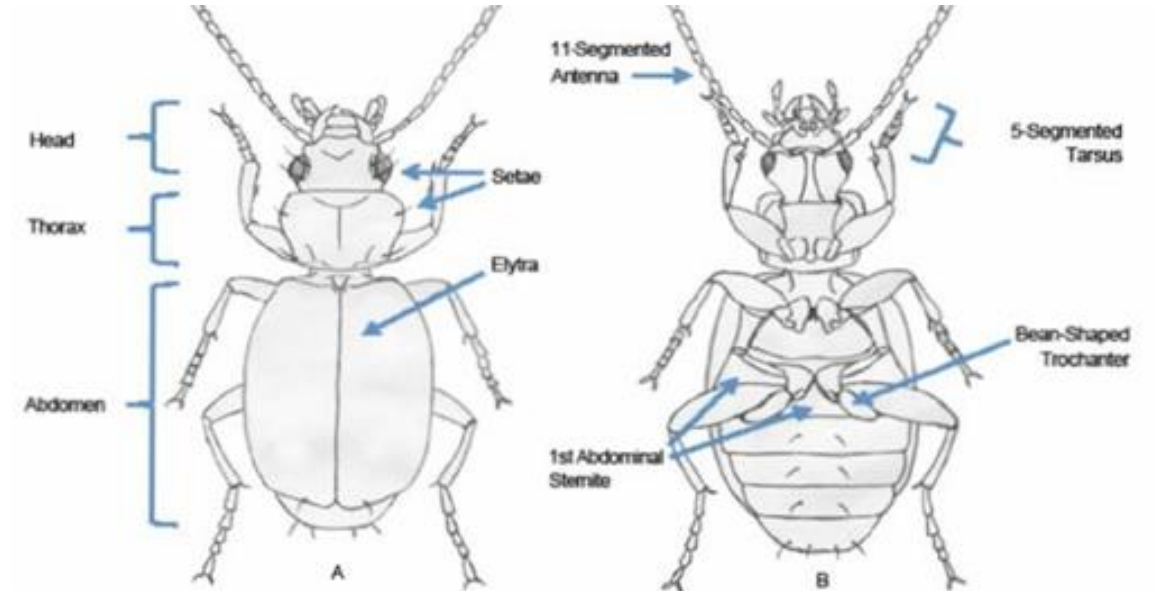 Head
Thorax
Abdomen
Setae
Elytra
A
11-Segmented
Antenna
5-Segmented
Tarsus
Bean-Shaped
Trochanter
1st Abdominal
Sternite
B